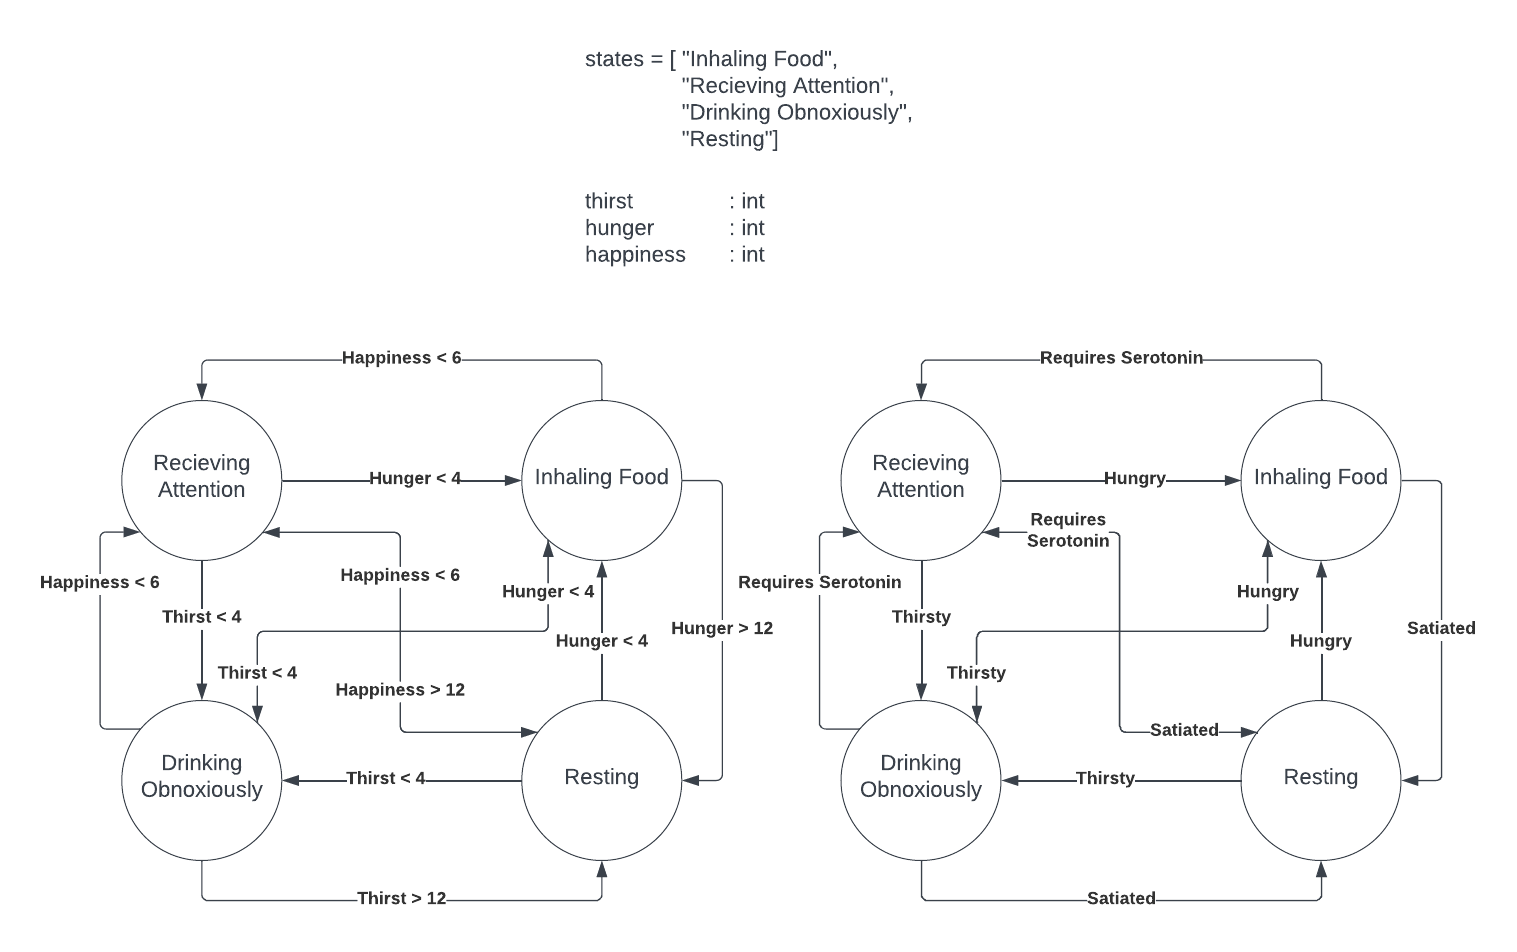 states = [ "Inhaling Food",
"Recieving Attention",
"Drinking Obnoxiously",
"Resting"]
thirst : int
hunger : int
happiness : int
Happiness < 6
Recieving
Attention
Hunger < 4
Inhaling Food
Happiness < 6
Happiness < 6
Hunger < 4
Thirst < 4
Hunger > 12
Hunger < 4
Thirst < 4
Happiness > 12
Drinking
Obnoxiously
Thirst < 4
Resting
Thirst > 12
Requires Serotonin
Recieving
Attention
Hungry
Inhaling Food
Requires
Serotonin
Requires Serotonin
Hungry
Thirsty
Satiated
Hungry
Thirsty
Satiated
Drinking
Obnoxiously
Thirsty
Resting
Satiated